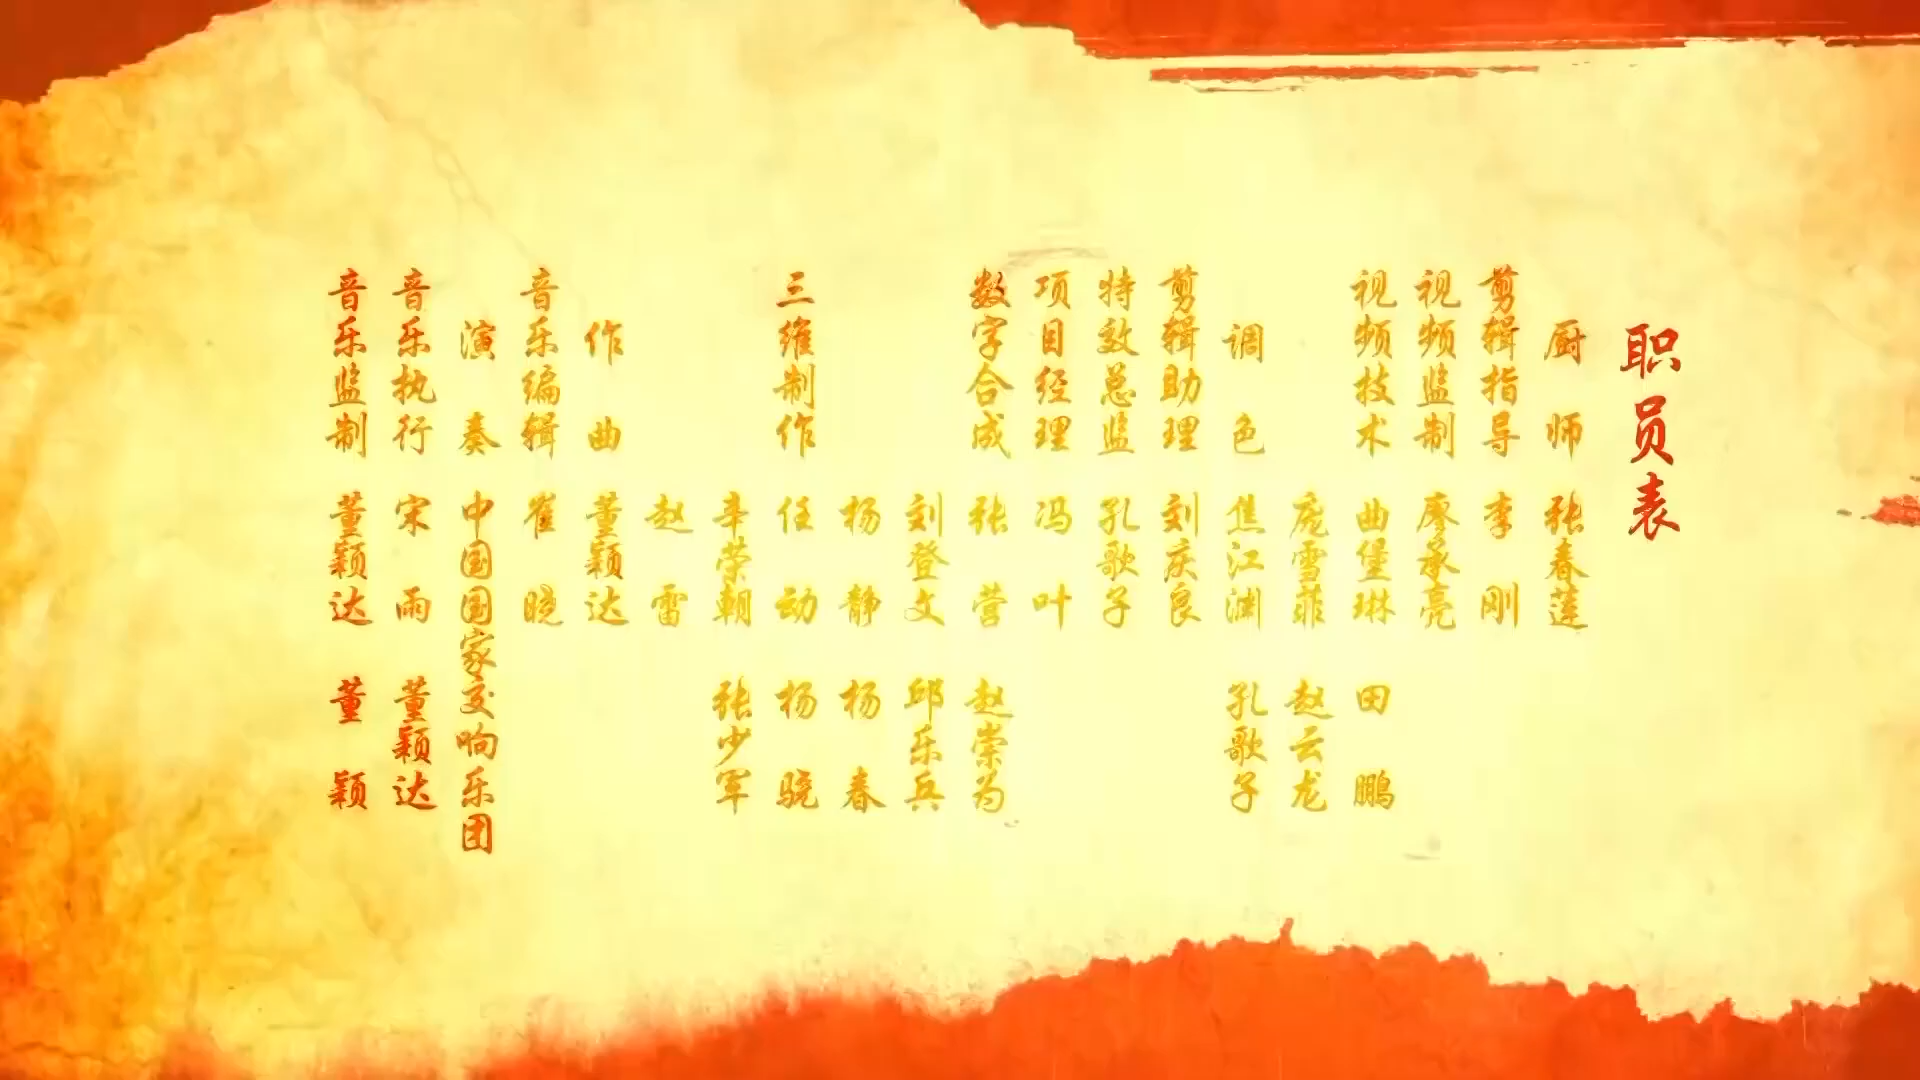 职员表
厨师 张春莲
剪辑指导 李刚
视频监制 廖承亮
视频技术 曲堡琳 田鹏
庞雪菲 赵云龙
调色 焦江渊 孔歌子
剪辑助理 刘庆良
特效总监 孔歌子
项目经理 冯叶
数字合成 张营 赵崇为
刘登文 邱乐兵
杨静 杨春
三维制作 任动 杨骁
辛荣朝 张少军
赵雷
作曲 董颖达
音乐编辑 崔晓
演奏 中国国家交响乐团
音乐执行 宋雨 董颖达
音乐监制 董颖达 董颖